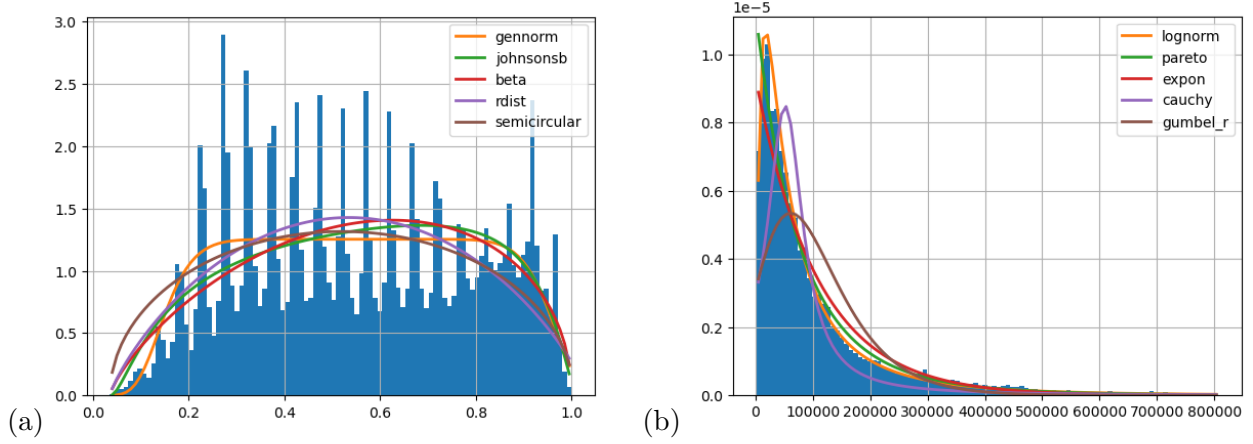 (a)
3.0
2.5
2.0
1.5
1.0
0.5
0.0
0.0 0.2 0.4 0.6 0.8 1.0
gennorm
johnsonsb
beta
rdist
semicircular
(b)
1e−5
1.0
0.8
0.6
0.4
0.2
0.0
0 100000 200000 300000 400000 500000 600000 700000 800000
lognorm
pareto
expon
cauchy
gumbel_r